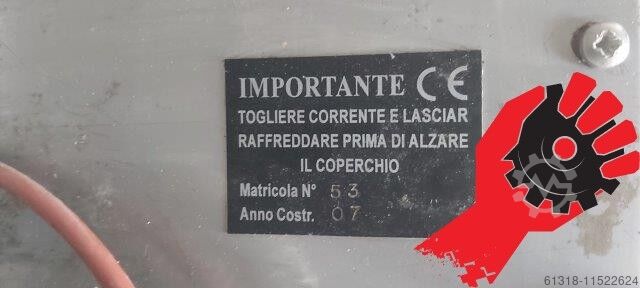 IMPORTANTE CE
TOGLIERE CORRENTE E LASCIAR
RAFFREDDARE PRIMA DI ALZARE
IL COPERCHIO
Matricola N° 53
Anno Costr. 07
61318-11522624